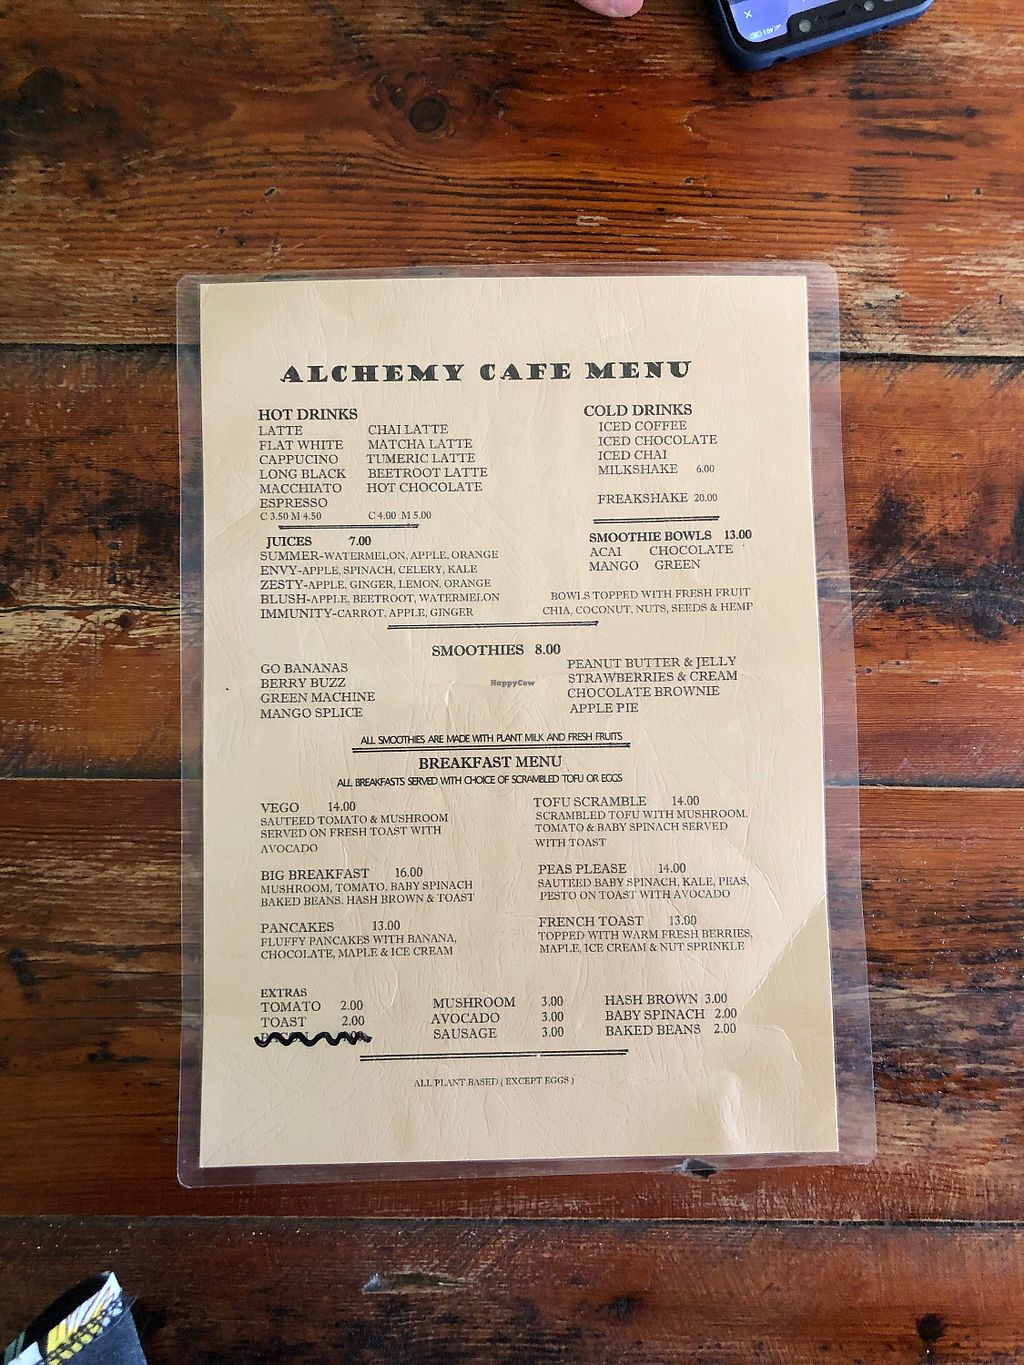 ALCHEMY CAFE MENU
HOT DRINKS
LATTE CHAI LATTE
FLAT WHITE MATCHA LATTE
CAPPUCINO TUMERIC LATTE
LONG BLACK BEETROOT LATTE
MACCHIATO HOT CHOCOLATE
ESPRESSO
C 3.50 M 4.50 C 4.00 M 5.00
COLD DRINKS
ICED COFFEE
ICED CHOCOLATE
ICED CHAI
MILKSHAKE 6.00
FREAKSHAKE 20.00
JUICES 7.00
SUMMER-WATERMELON, APPLE, ORANGE
ENVY-APPLE, SPINACH, CELERY, KALE
ZESTY-APPLE, GINGER, LEMON, ORANGE
BLUSH-APPLE, BEETROOT, WATERMELON
IMMUNITY-CARROT, APPLE, GINGER
SMOOTHIE BOWLS 13.00
ACAI CHOCOLATE
MANGO GREEN
BOWLS TOPPED WITH FRESH FRUIT
CHIA, COCONUT, NUTS, SEEDS & HEMP
SMOOTHIES 8.00
GO BANANAS
BERRY BUZZ
GREEN MACHINE
MANGO SPLICE
PEANUT BUTTER & JELLY
STRAWBERRIES & CREAM
CHOCOLATE BROWNIE
APPLE PIE
HappyCow
ALL SMOOTHIES ARE MADE WITH PLANT MILK AND FRESH FRUITS
BREAKFAST MENU
ALL BREAKFASTS SERVED WITH CHOICE OF SCRAMBLED TOFU OR EGGS
VEGO 14.00
SAUTEED TOMATO & MUSHROOM
SERVED ON FRESH TOAST WITH
AVOCADO
TOFU SCRAMBLE 14.00
SCRAMBLED TOFU WITH MUSHROOM,
TOMATO & BABY SPINACH SERVED
WITH TOAST
BIG BREAKFAST 16.00
MUSHROOM, TOMATO, BABY SPINACH
BAKED BEANS, HASH BROWN & TOAST
PEAS PLEASE 14.00
SAUTEED BABY SPINACH, KALE, PEAS,
PESTO ON TOAST WITH AVOCADO
PANCAKES 13.00
FLUFFY PANCAKES WITH BANANA,
CHOCOLATE, MAPLE & ICE CREAM
FRENCH TOAST 13.00
TOPPED WITH WARM FRESH BERRIES,
MAPLE, ICE CREAM & NUT SPRINKLE
EXTRAS
TOMATO 2.00 MUSHROOM 3.00 HASH BROWN 3.00
TOAST 2.00 AVOCADO 3.00 BABY SPINACH 2.00
SAUSAGE 3.00 BAKED BEANS 2.00
ALL PLANT BASED ( EXCEPT EGGS )